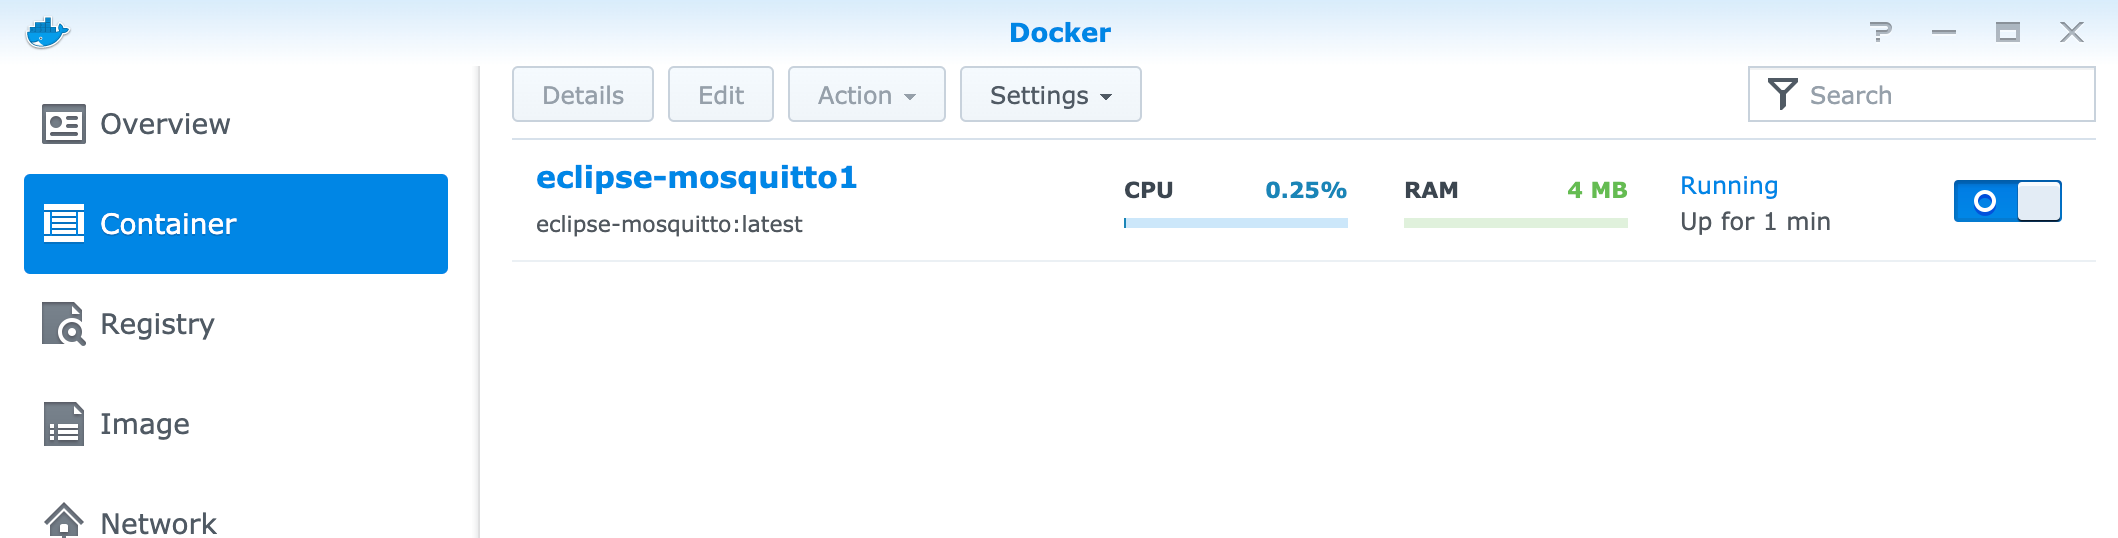 Docker
Overview
Container
Registry
Image
Network
Details Edit Action Settings Search
eclipse-mosquitto1
eclipse-mosquitto:latest
CPU 0.25%
RAM 4 MB
Running
Up for 1 min